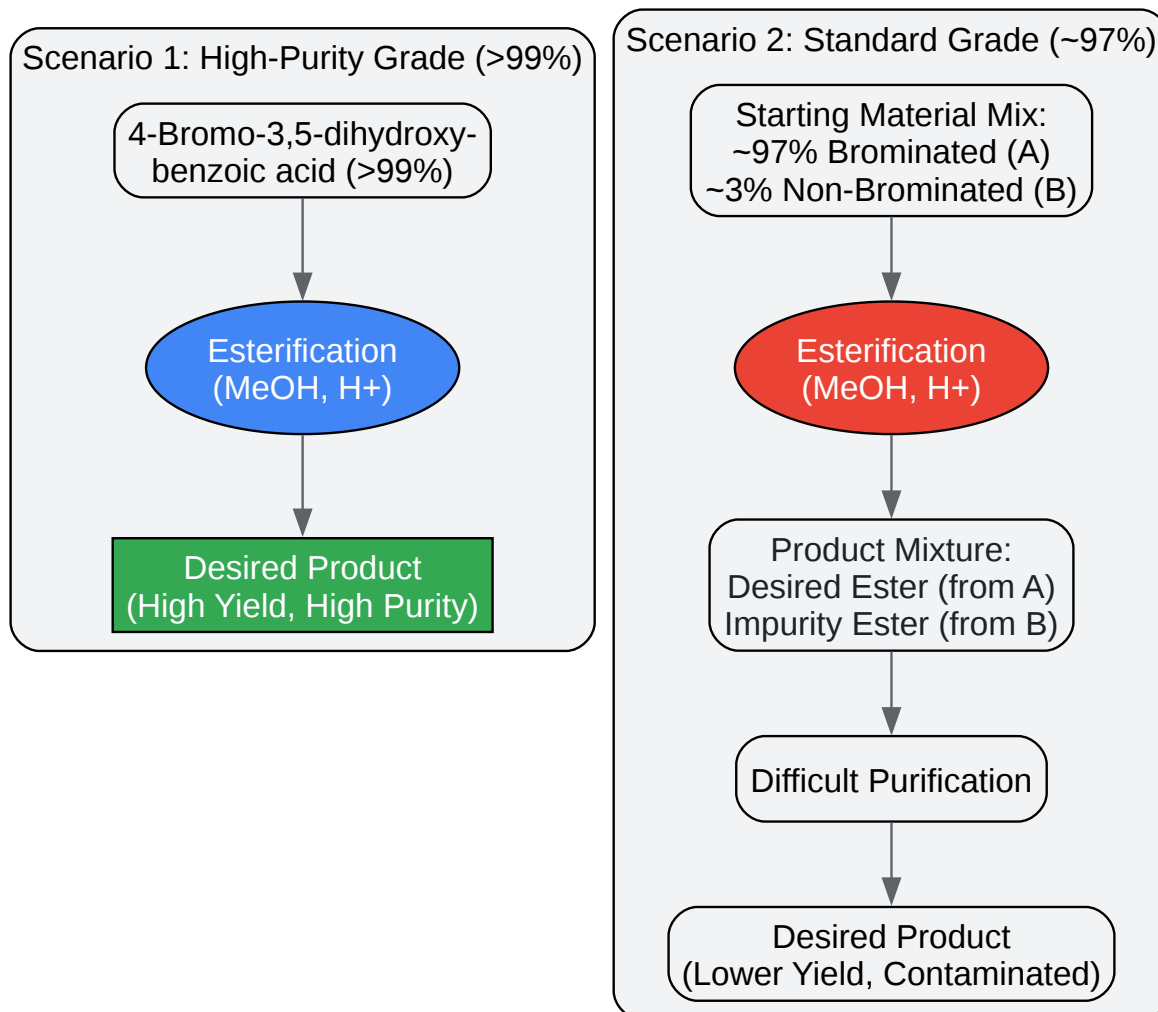 Scenario 1: High-Purity Grade (>99%)
4-Bromo-3,5-dihydroxy-
benzoic acid (>99%)
Esterification
(MeOH, H+)
Desired Product
(High Yield, High Purity)
Scenario 2: Standard Grade (~97%)
Starting Material Mix:
~97% Brominated (A)
~3% Non-Brominated (B)
Esterification
(MeOH, H+)
Product Mixture:
Desired Ester (from A)
Impurity Ester (from B)
Difficult Purification
Desired Product
(Lower Yield, Contaminated)